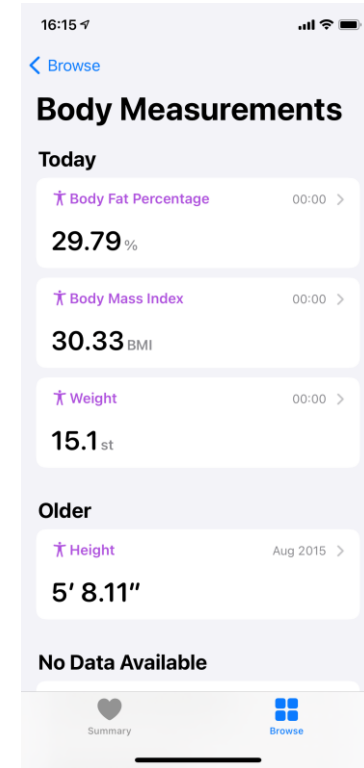 16:15
Browse
Body Measurements
Today
Body Fat Percentage 00:00
29.79 %
Body Mass Index 00:00
30.33 BMI
Weight 00:00
15.1 st
Older
Height Aug 2015
5′ 8.11″
No Data Available
Summary Browse